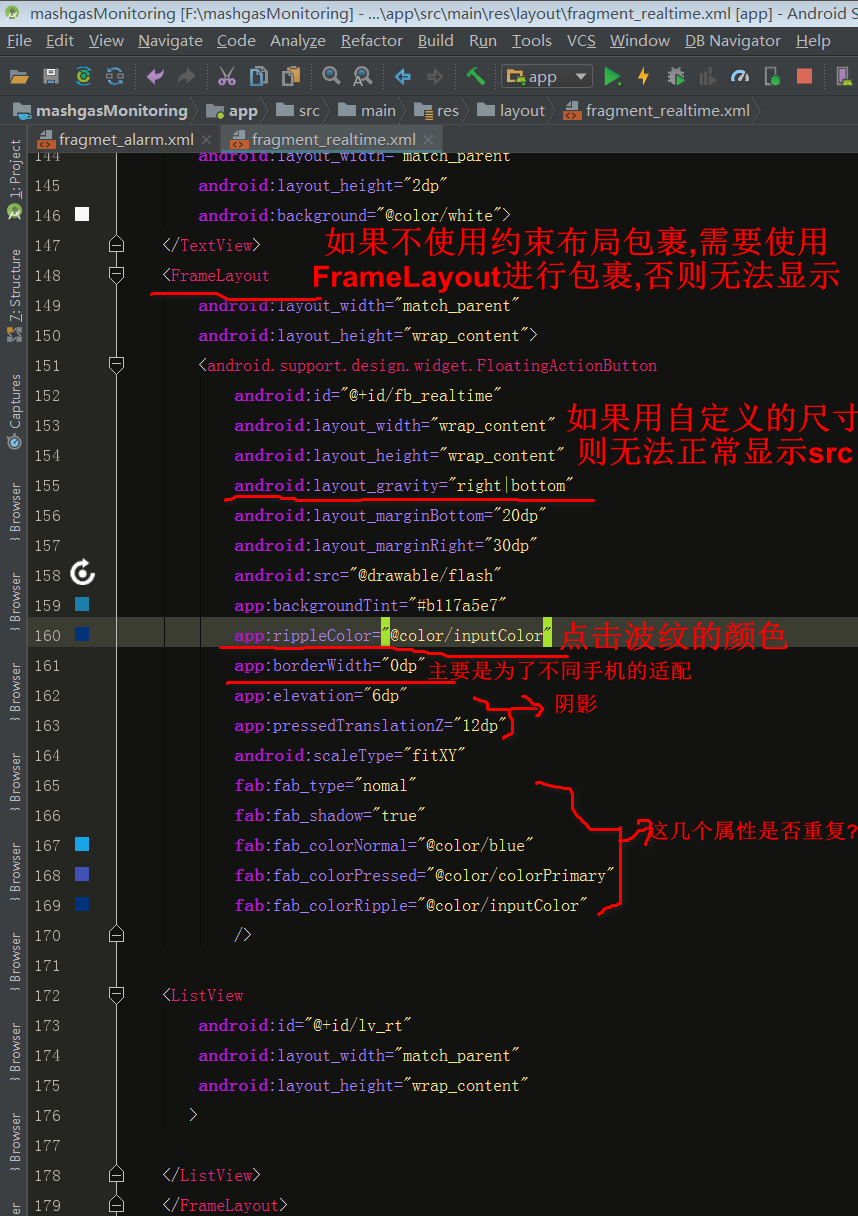 mashgasMonitoring [F:\mashgasMonitoring] - ...\app\src\main\res\layout\fragment_realtime.xml [app] - Android S
File Edit View Navigate Code Analyze Refactor Build Run Tools VCS Window DB Navigator Help
app
mashgasMonitoring app src main res layout fragment_realtime.xml
fragmet_alarm.xml fragment_realtime.xml
1: Project
7: Structure
Captures
Browser
Browser
Browser
Browser
Browser
Browser
Browser
Browser
144 android:layout_width="match_parent"
145 android:layout_height="2dp"
146 android:background="@color/white">
147 </TextView>
如果不使用约束布局包裹,需要使用
FrameLayout进行包裹,否则无法显示
148 <FrameLayout
149 android:layout_width="match_parent"
150 android:layout_height="wrap_content">
151 <android.support.design.widget.FloatingActionButton
152 android:id="@+id/fb_realtime"
153 android:layout_width="wrap_content"
如果用自定义的尺寸
154 android:layout_height="wrap_content"
则无法正常显示src
155 android:layout_gravity="right|bottom"
156 android:layout_marginBottom="20dp"
157 android:layout_marginRight="30dp"
158 android:src="@drawable/flash"
159 app:backgroundTint="#b117a5e7"
160 app:rippleColor="@color/inputColor" 点击波纹的颜色
161 app:borderWidth="0dp" 主要是为了不同手机的适配
162 app:elevation="6dp" 阴影
163 app:pressedTranslationZ="12dp"
164 android:scaleType="fitXY"
165 fab:fab_type="nomal"
166 fab:fab_shadow="true" 这几个属性是否重复?
167 fab:fab_colorNormal="@color/blue"
168 fab:fab_colorPressed="@color/colorPrimary"
169 fab:fab_colorRipple="@color/inputColor"
170 />
171
172 <ListView
173 android:id="@+id/lv_rt"
174 android:layout_width="match_parent"
175 android:layout_height="wrap_content"
176 >
177
178 </ListView>
179 </FrameLayout>